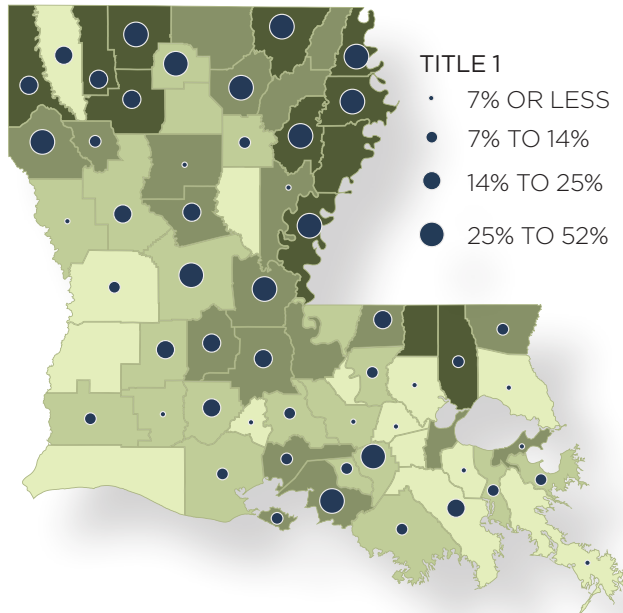 TITLE 1
7% OR LESS
7% TO 14%
14% TO 25%
25% TO 52%